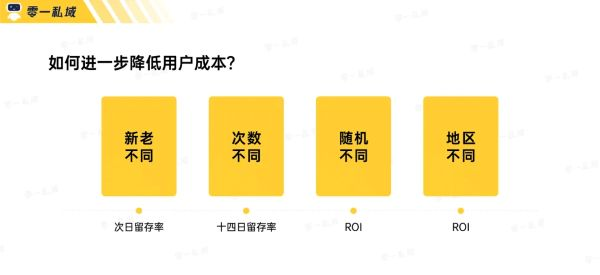 零一私域
如何进一步降低用户成本?
新老
不同
次数
不同
随机
不同
地区
不同
次日留存率
十四日留存率
ROI
ROI